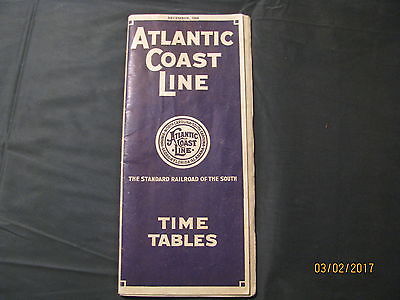 ATLANTIC
COAST
LINE
ATLANTIC
COAST
LINE
THE STANDARD RAILROAD OF THE SOUTH
TIME
TABLES
03/02/2017